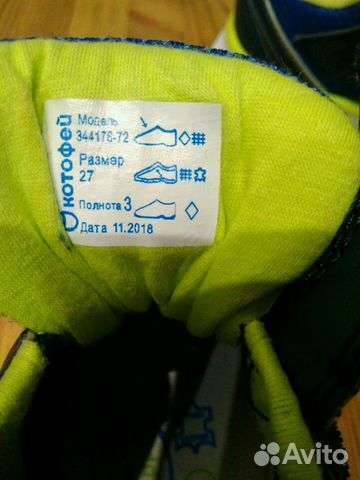 котофей
Модель
344178-72
Размер
27
Полнота 3
Дата 11.2018
Avito